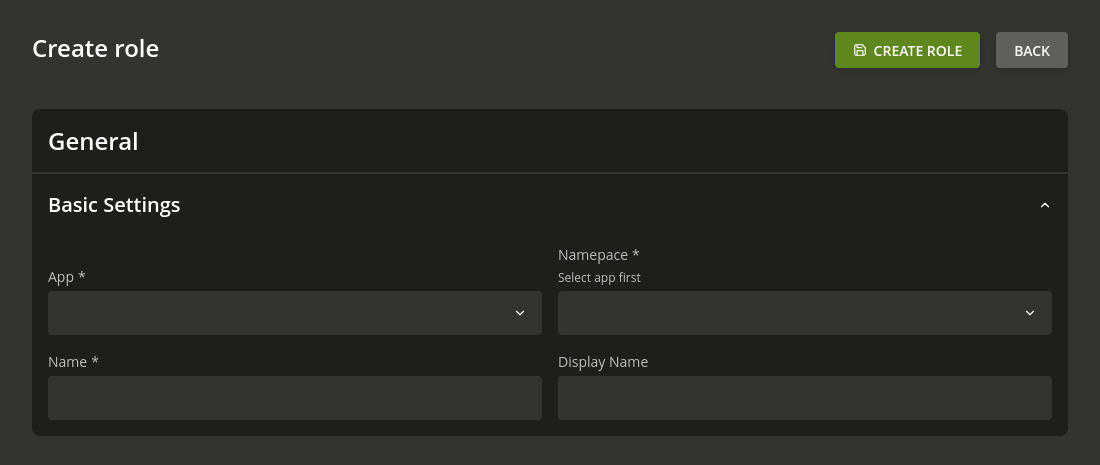 Create role
CREATE ROLE
BACK
General
Basic Settings
App *
Namepace *
Select app first
Name *
Display Name